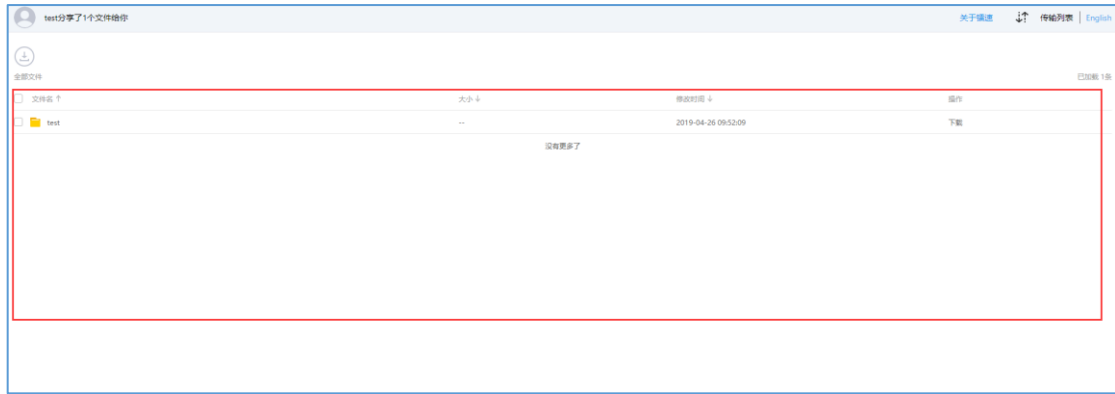 test分享了1个文件给你
关于镭速 传输列表 | English
全部文件 已加载 1条
文件名 ↑ 大小 ↓ 修改时间 ↓ 操作
test -- 2019-04-26 09:52:09 下载
没有更多了